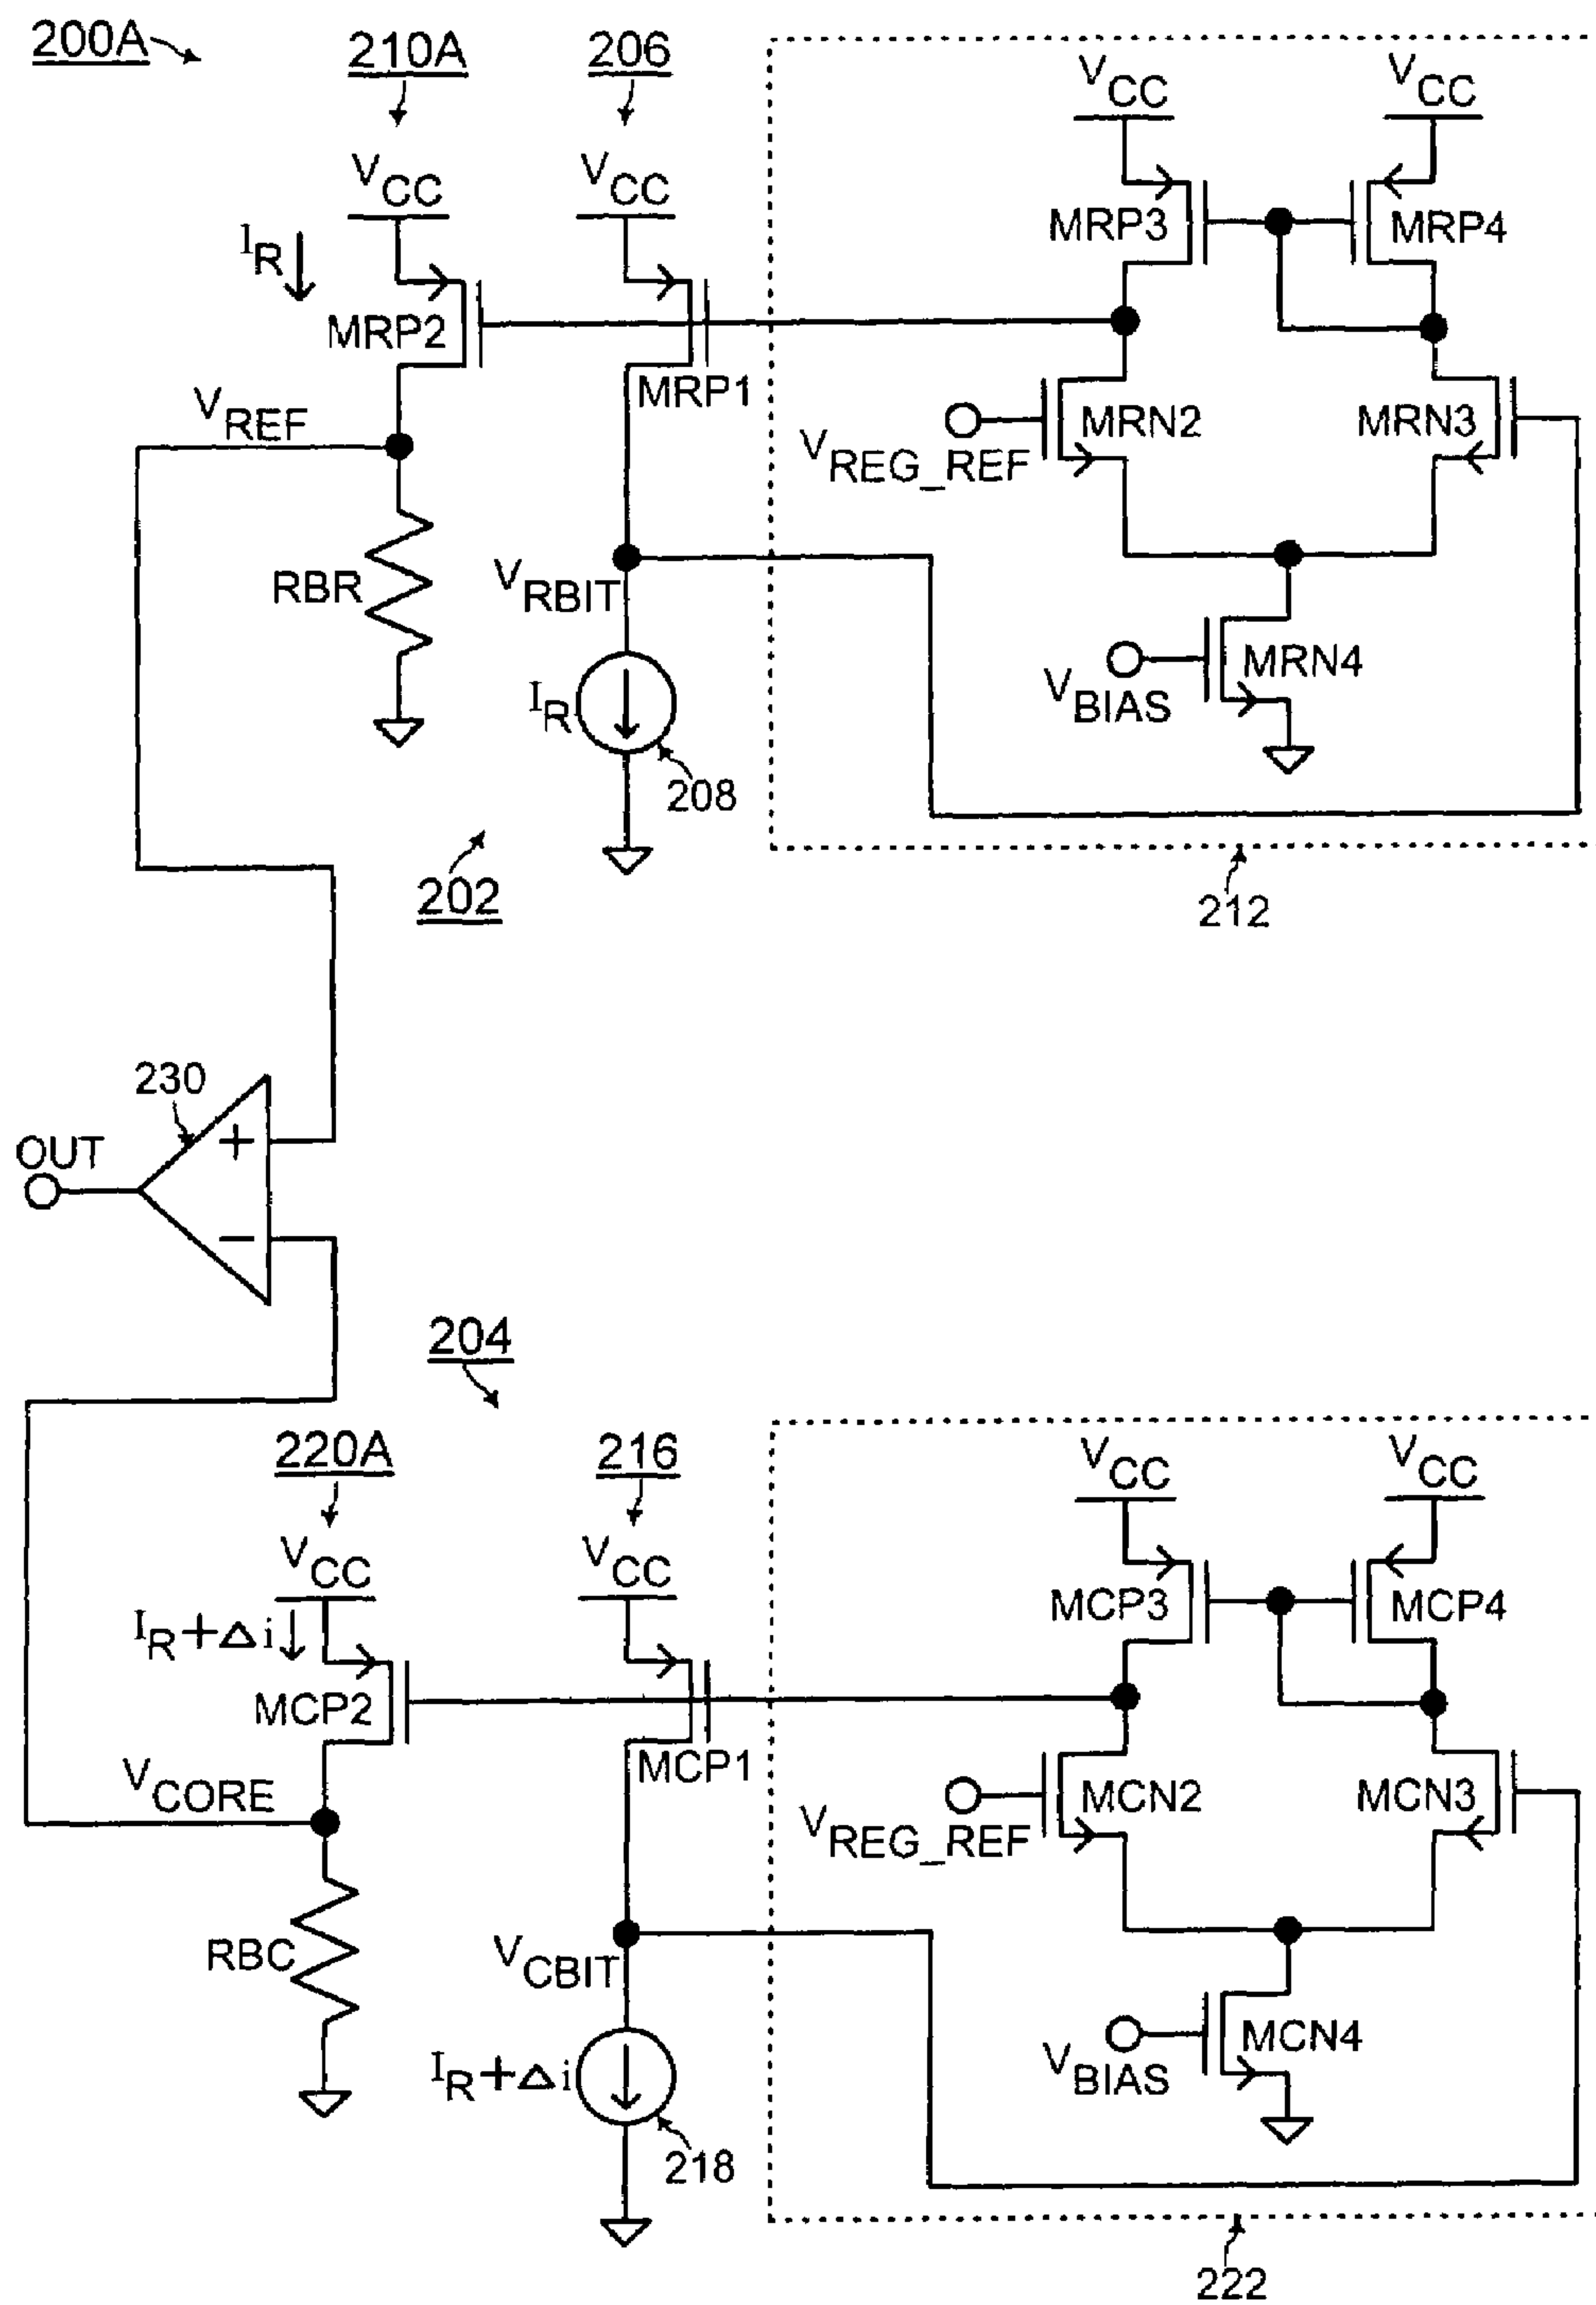 200A
210A
206
VCC
VCC
VCC
VCC
IR
MRP3
MRP4
MRP2
MRP1
VREF
MRN2
MRN3
VREG_REF
RBR
VRBIT
MRN4
VBIAS
IR
208
202
212
230
OUT
+
−
204
220A
216
VCC
VCC
VCC
VCC
IR+Δi
MCP3
MCP4
MCP2
MCP1
VCORE
MCN2
MCN3
VREG_REF
RBC
VCBIT
MCN4
VBIAS
IR+Δi
218
222